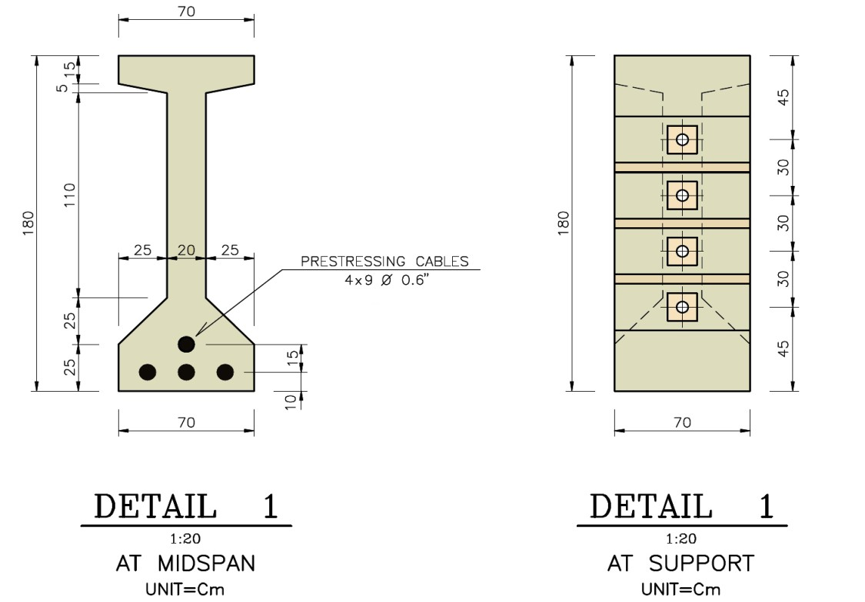 70
15
5
110
180
25
20
25
PRESTRESSING CABLES
4x9 Ø 0.6"
25
25
15
10
70
DETAIL 1
1:20
AT MIDSPAN
UNIT=Cm
180
45
30
30
30
45
70
DETAIL 1
1:20
AT SUPPORT
UNIT=Cm